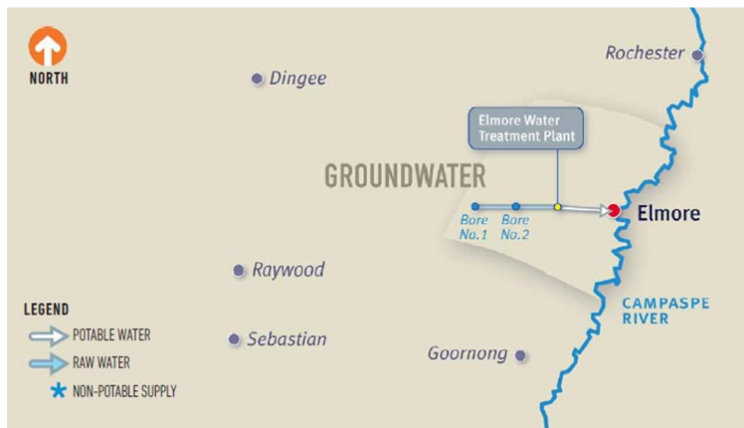 NORTH
Dingee
Rochester
Elmore Water
Treatment Plant
GROUNDWATER
Bore
No.1
Bore
No.2
Elmore
Raywood
CAMPASPE
RIVER
LEGEND
POTABLE WATER
RAW WATER
NON-POTABLE SUPPLY
Sebastian
Goornong